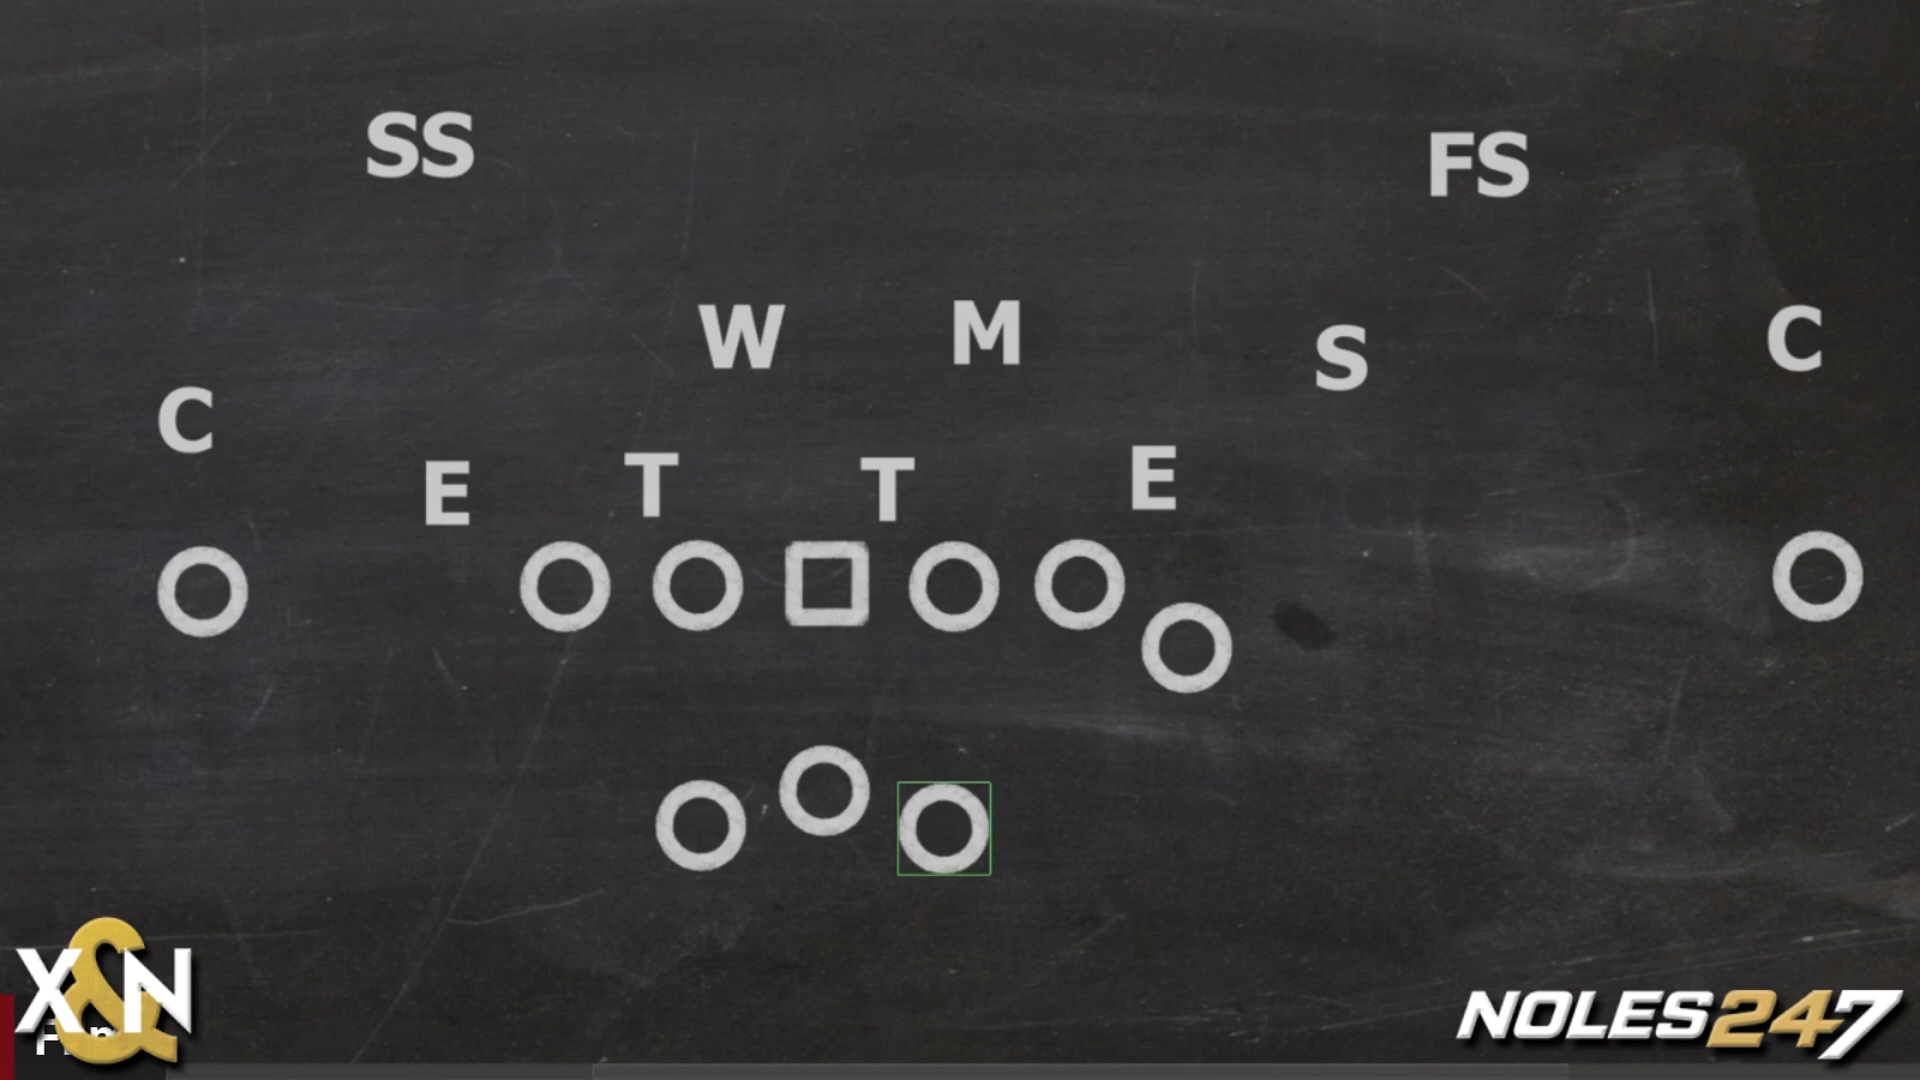 SS FS
W M S C
C
E T T E
X&N
NOLES247